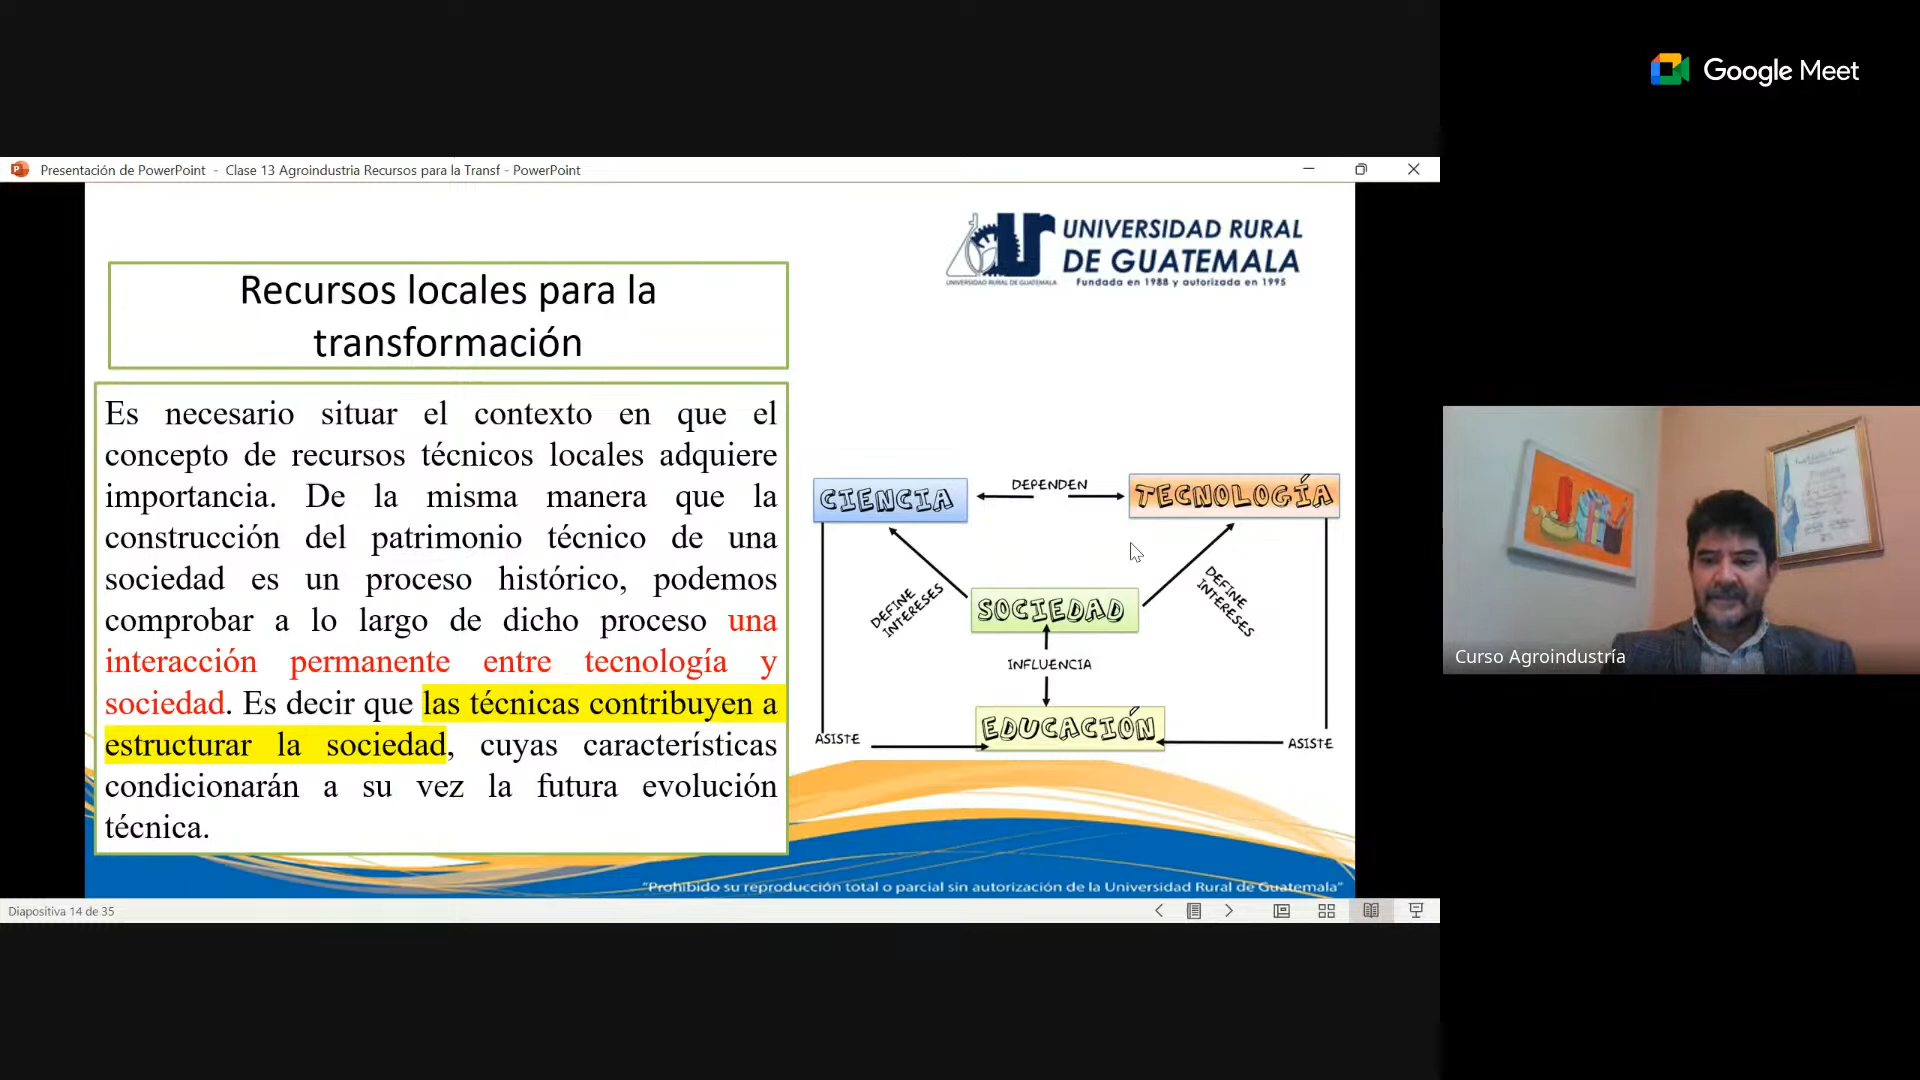 Google Meet
Presentación de PowerPoint - Clase 13 Agroindustria Recursos para la Transf - PowerPoint
UNIVERSIDAD RURAL
DE GUATEMALA
UNIVERSIDAD RURAL DE GUATEMALA
Fundada en 1988 y autorizada en 1995
Recursos locales para la
transformación
Es necesario situar el contexto en que el
concepto de recursos técnicos locales adquiere
importancia. De la misma manera que la
construcción del patrimonio técnico de una
sociedad es un proceso histórico, podemos
comprobar a lo largo de dicho proceso una
interacción permanente entre tecnología y
sociedad. Es decir que las técnicas contribuyen a
estructurar la sociedad, cuyas características
condicionarán a su vez la futura evolución
técnica.
CIENCIA
DEPENDEN
TECNOLOGÍA
DEFINE
INTERESES
SOCIEDAD
DEFINE
INTERESES
INFLUENCIA
EDUCACIÓN
ASISTE
ASISTE
"Prohibido su reproducción total o parcial sin autorización de la Universidad Rural de Guatemala"
Diapositiva 14 de 35
Curso Agroindustría